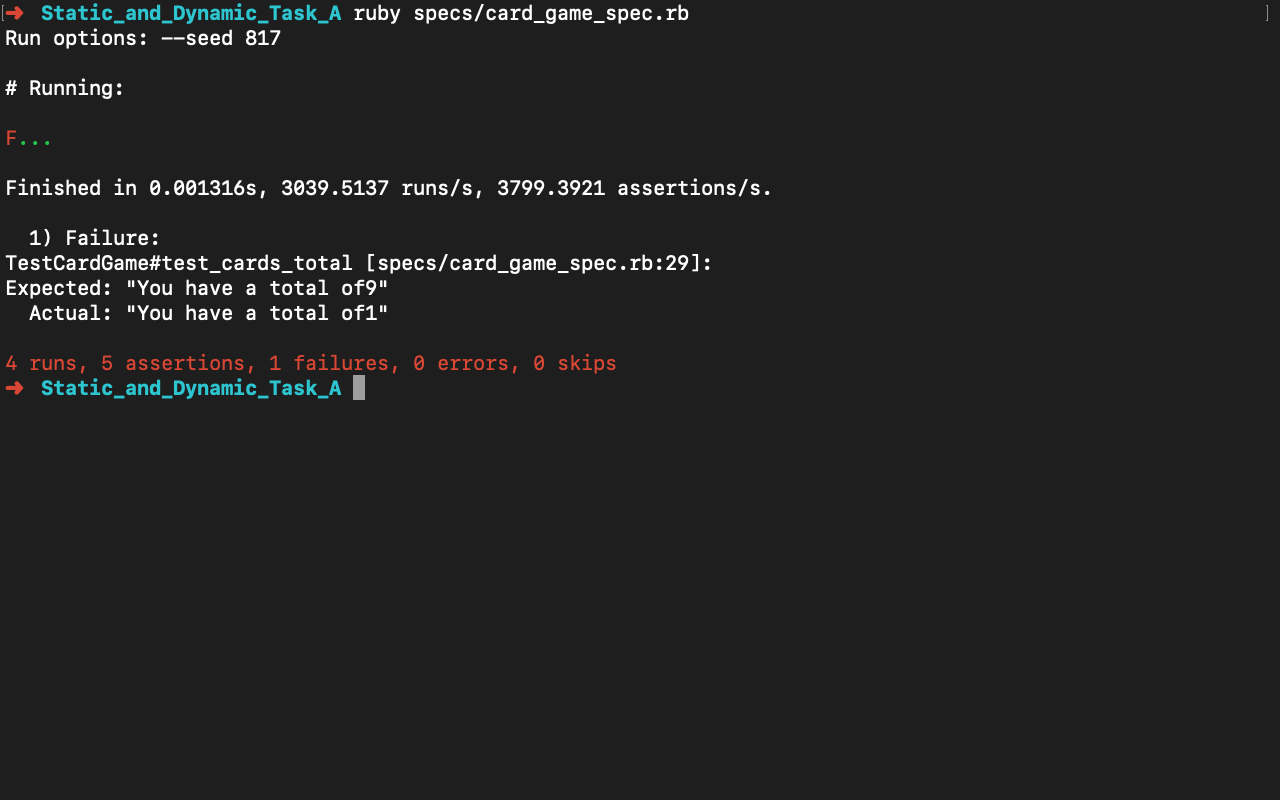 [➜ Static_and_Dynamic_Task_A ruby specs/card_game_spec.rb ]
Run options: --seed 817
# Running:
F...
Finished in 0.001316s, 3039.5137 runs/s, 3799.3921 assertions/s.
1) Failure:
TestCardGame#test_cards_total [specs/card_game_spec.rb:29]:
Expected: "You have a total of9"
Actual: "You have a total of1"
4 runs, 5 assertions, 1 failures, 0 errors, 0 skips
➜ Static_and_Dynamic_Task_A